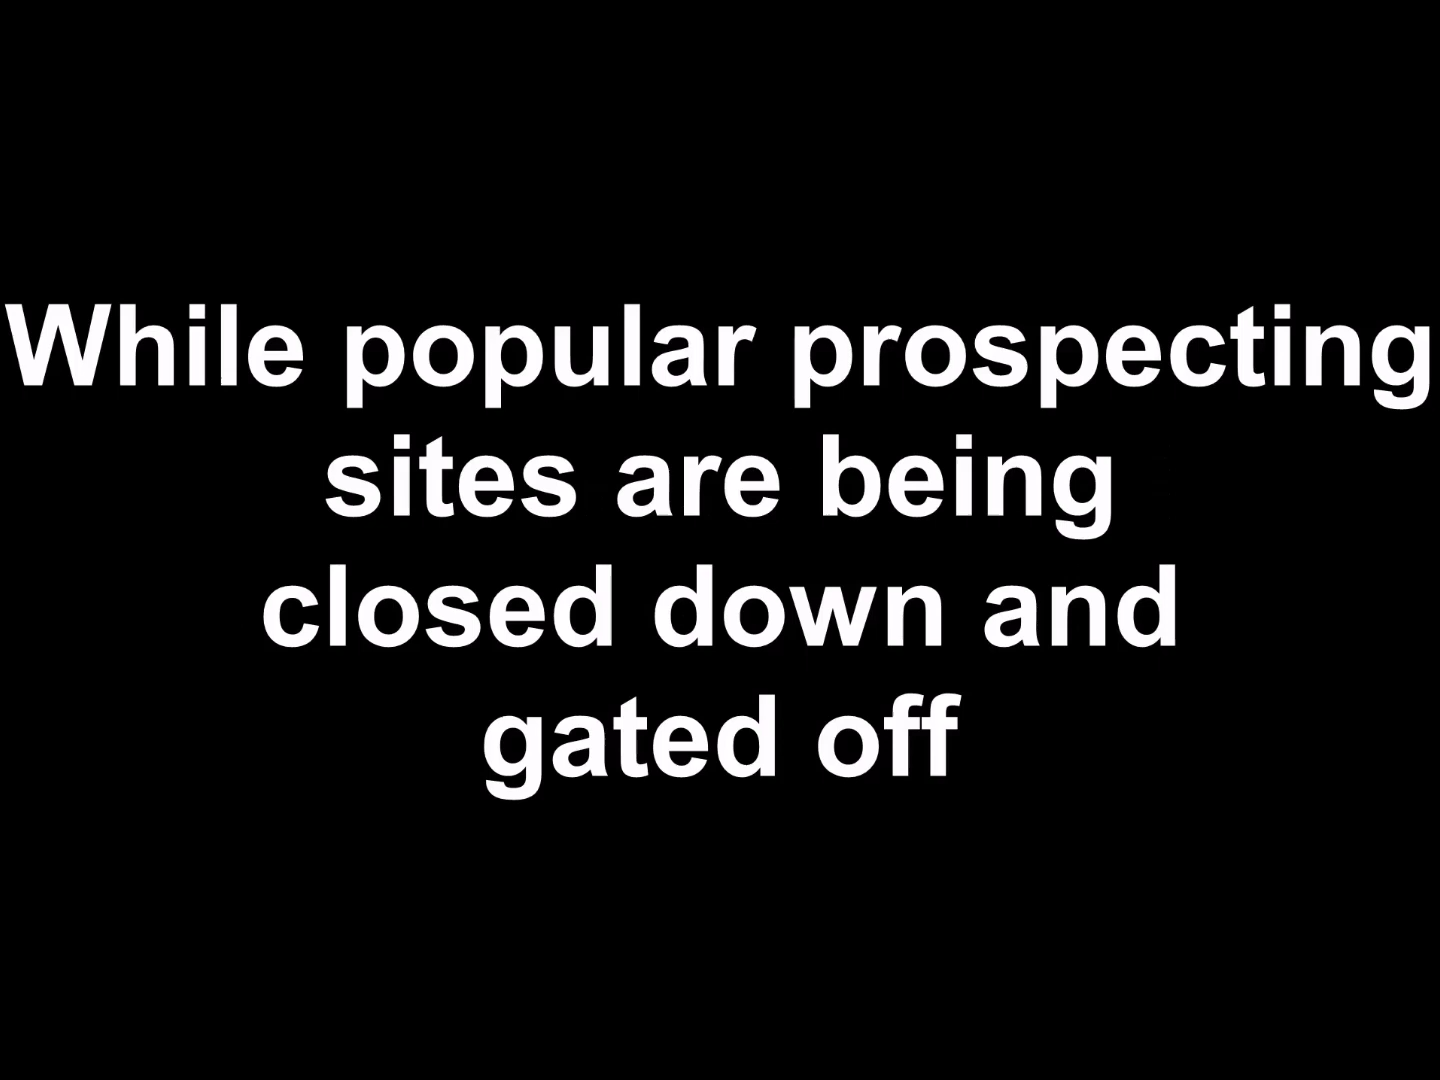 While popular prospecting
sites are being
closed down and
gated off